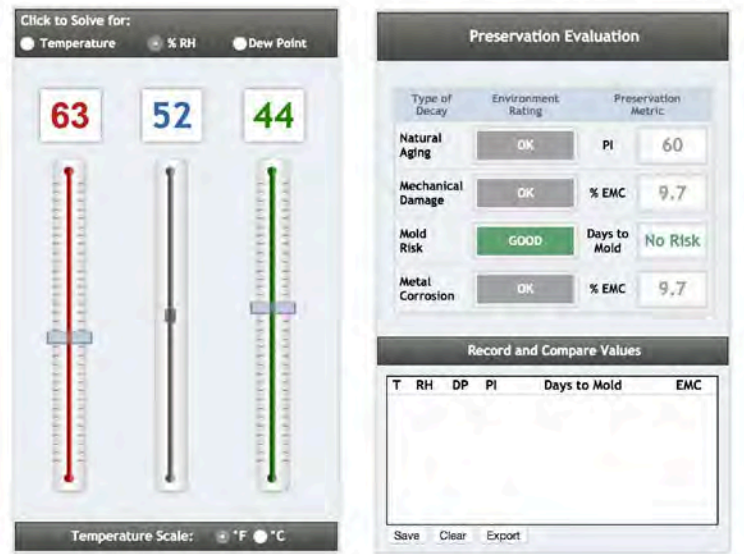 Click to Solve for:
Temperature % RH Dew Point
63 52 44
Temperature Scale: °F °C
Preservation Evaluation
Type of Decay Environment Rating Preservation Metric
Natural Aging OK PI 60
Mechanical Damage OK % EMC 9.7
Mold Risk GOOD Days to Mold No Risk
Metal Corrosion OK % EMC 9.7
Record and Compare Values
T RH DP PI Days to Mold EMC
Save Clear Export